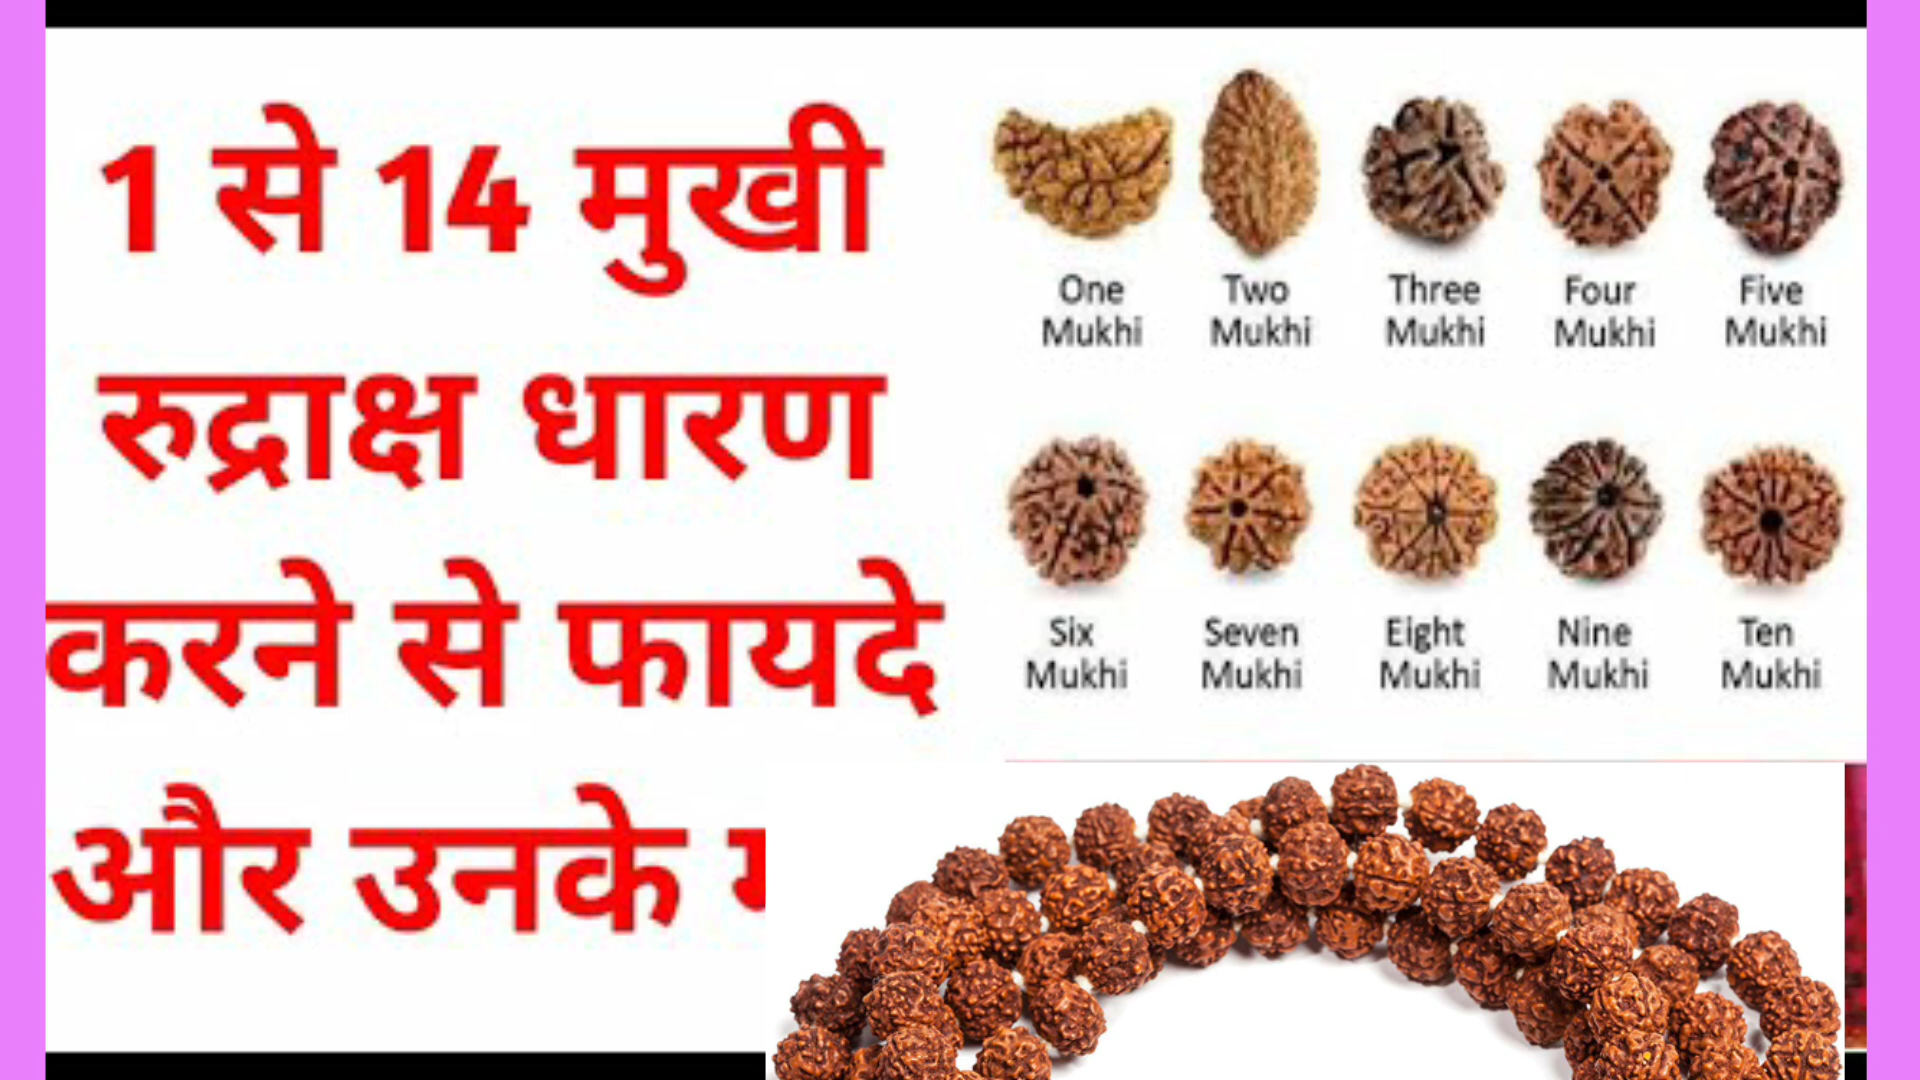 1 से 14 मुखी
रुद्राक्ष धारण
करने से फायदे
और उनके
One Mukhi
Two Mukhi
Three Mukhi
Four Mukhi
Five Mukhi
Six Mukhi
Seven Mukhi
Eight Mukhi
Nine Mukhi
Ten Mukhi